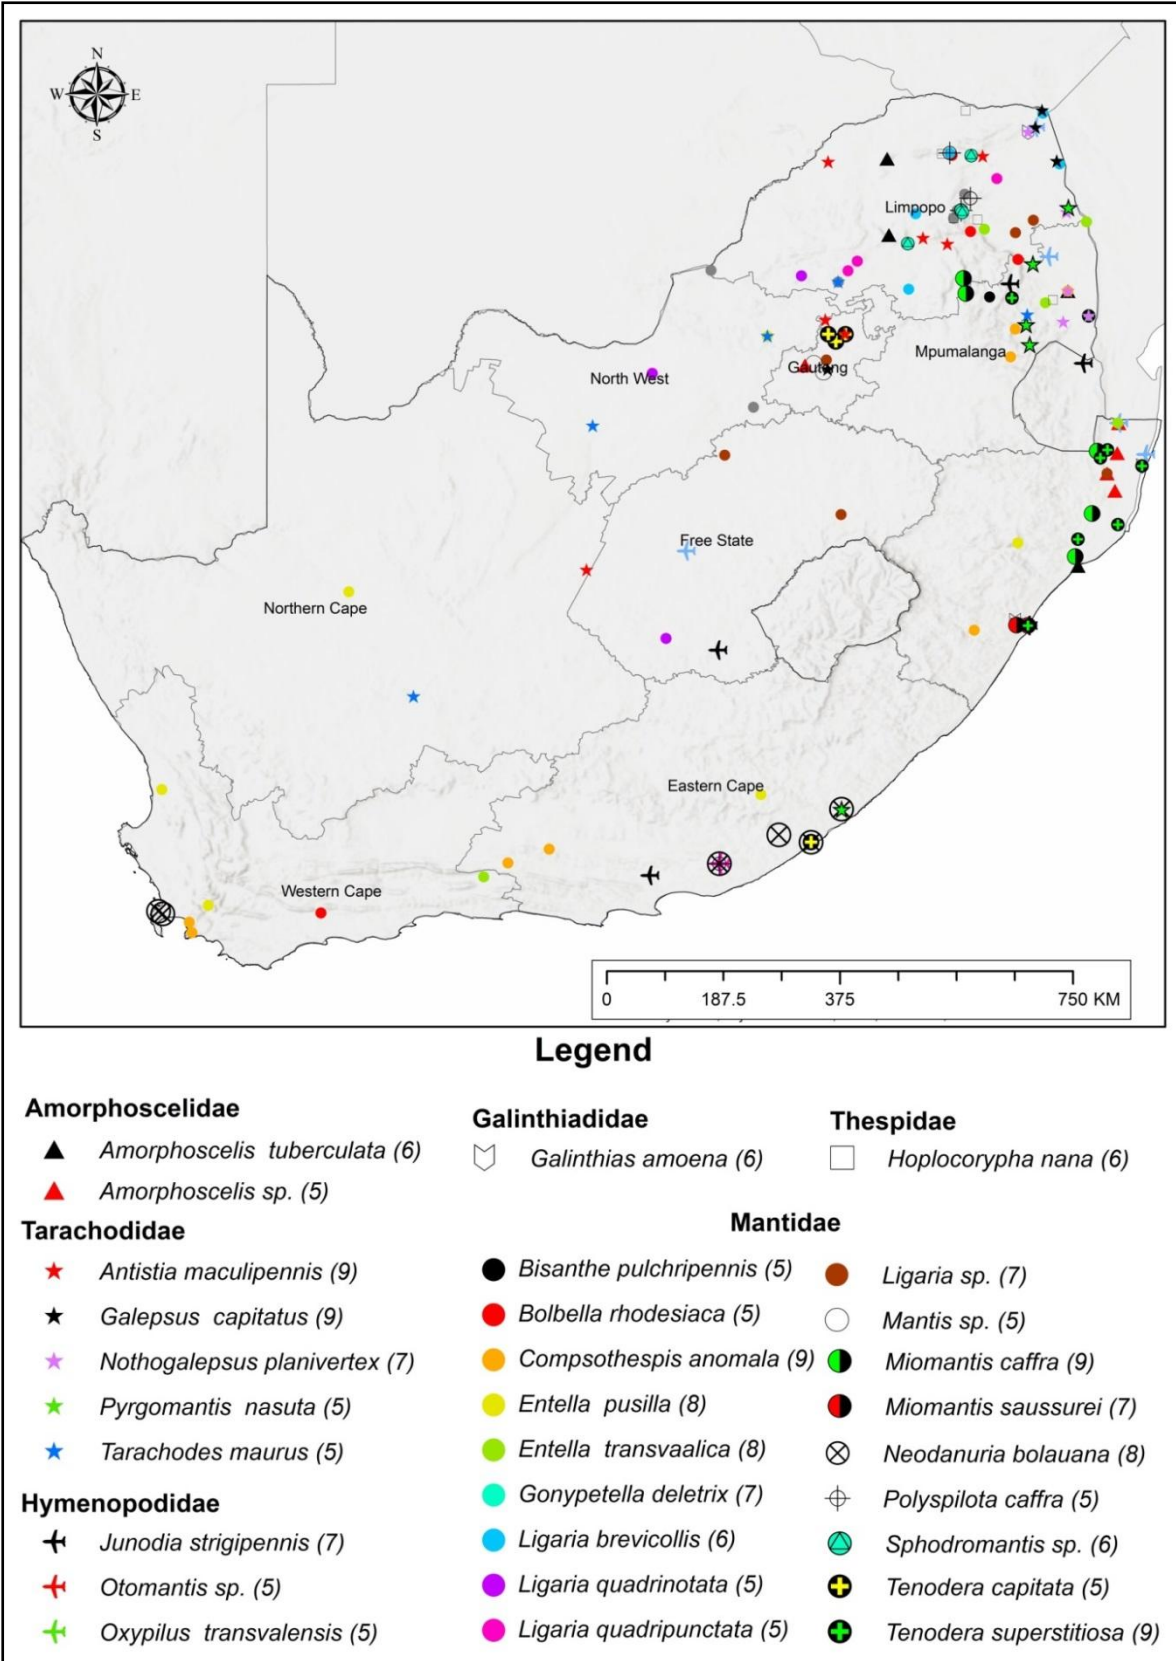 N
W E
S
Limpopo
Mpumalanga
Gauteng
North West
Free State
Northern Cape
Eastern Cape
Western Cape
0 187.5 375 750 KM
Legend
Amorphoscelidae
Amorphoscelis tuberculata (6)
Amorphoscelis sp. (5)
Tarachodidae
Antistia maculipennis (9)
Galepsus capitatus (9)
Nothogalepsus planivertex (7)
Pyrgomantis nasuta (5)
Tarachodes maurus (5)
Hymenopodidae
Junodia strigipennis (7)
Otomantis sp. (5)
Oxypilus transvalensis (5)
Galinthiadidae
Galinthias amoena (6)
Thespidae
Hoplocorypha nana (6)
Mantidae
Bisanthe pulchripennis (5)
Bolbella rhodesiaca (5)
Compsothespis anomala (9)
Entella pusilla (8)
Entella transvaalica (8)
Gonypetella deletrix (7)
Ligaria brevicollis (6)
Ligaria quadrinotata (5)
Ligaria quadripunctata (5)
Ligaria sp. (7)
Mantis sp. (5)
Miomantis caffra (9)
Miomantis saussurei (7)
Neodanuria bolauana (8)
Polyspilota caffra (5)
Sphodromantis sp. (6)
Tenodera capitata (5)
Tenodera superstitiosa (9)